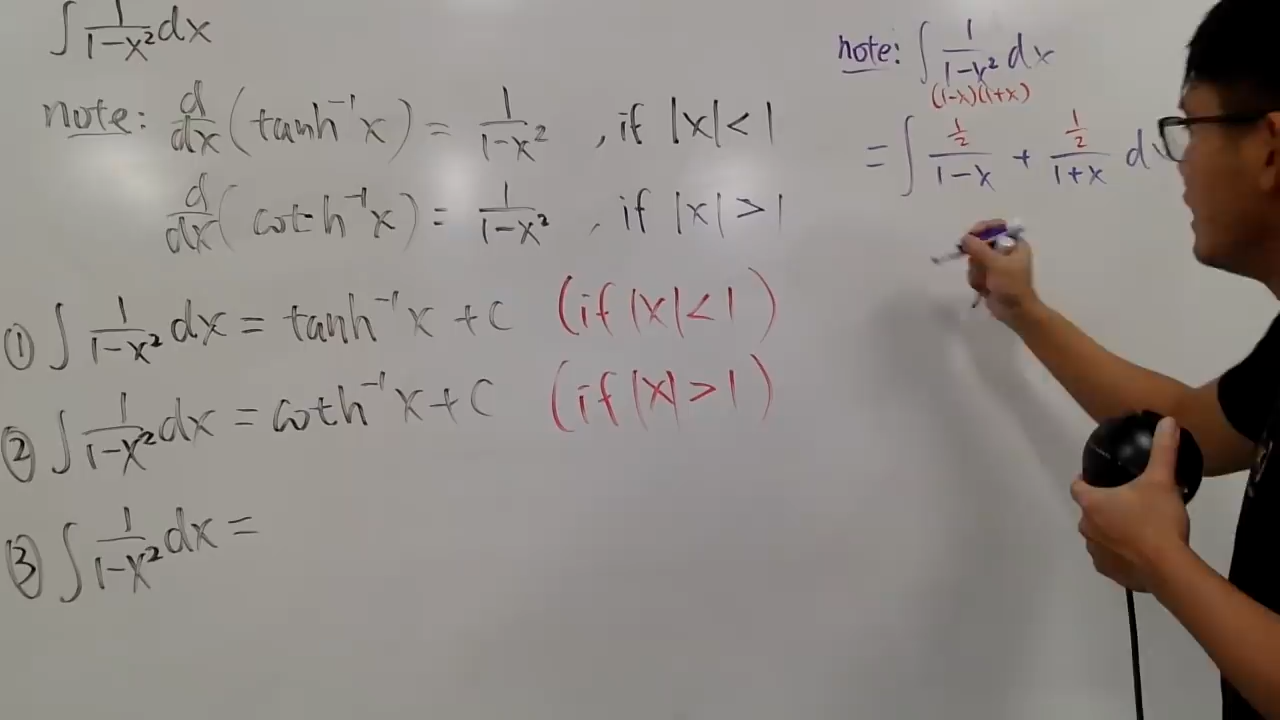 ∫ 1/(1-x²) dx
note: d/dx (tanh⁻¹x) = 1/(1-x²) , if |x| < 1
d/dx (coth⁻¹x) = 1/(1-x²) , if |x| > 1
① ∫ 1/(1-x²) dx = tanh⁻¹x + C (if |x| < 1)
② ∫ 1/(1-x²) dx = coth⁻¹x + C (if |x| > 1)
③ ∫ 1/(1-x²) dx =
note: ∫ 1/(1-x²) dx
(1-x)(1+x)
= ∫ (1/2)/(1-x) + (1/2)/(1+x) d